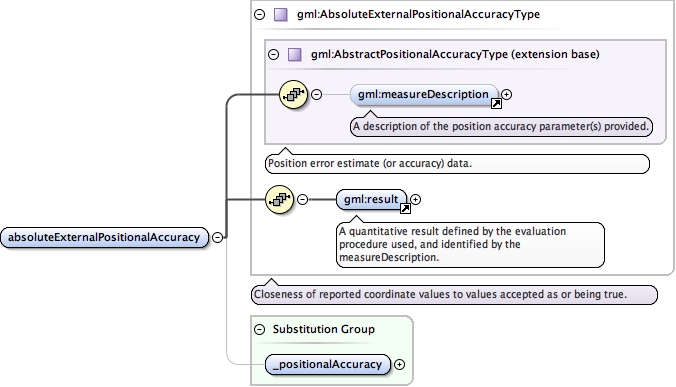 gml:AbsoluteExternalPositionalAccuracyType
gml:AbstractPositionalAccuracyType (extension base)
gml:measureDescription
A description of the position accuracy parameter(s) provided.
Position error estimate (or accuracy) data.
gml:result
A quantitative result defined by the evaluation
procedure used, and identified by the
measureDescription.
absoluteExternalPositionalAccuracy
Closeness of reported coordinate values to values accepted as or being true.
Substitution Group
_positionalAccuracy